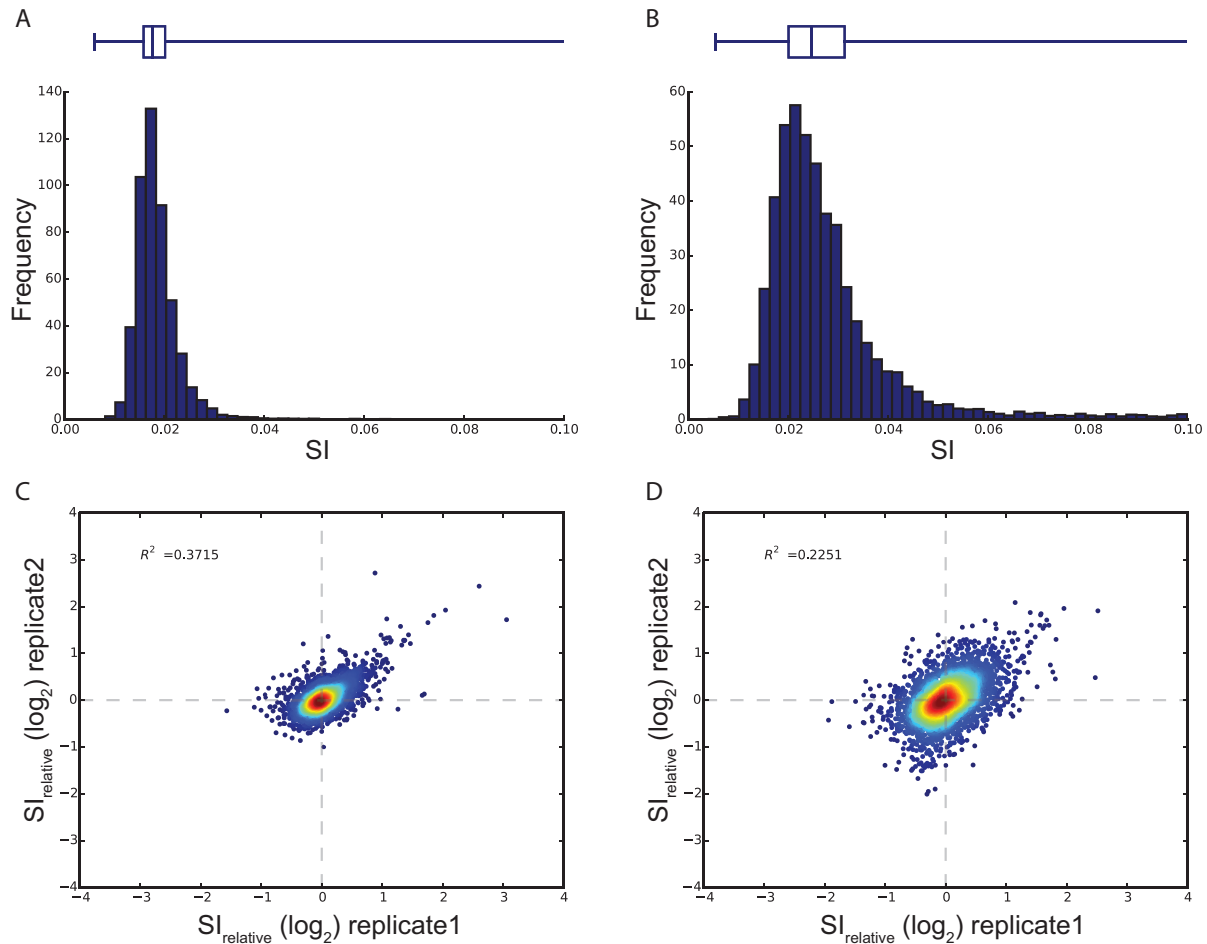 A
B
140
120
100
80
60
40
20
0
Frequency
0.00 0.02 0.04 0.06 0.08 0.10
SI
60
50
40
30
20
10
0
Frequency
0.00 0.02 0.04 0.06 0.08 0.10
SI
C
D
4
3
2
1
0
−1
−2
−3
−4
SIrelative (log2) replicate2
R2 =0.3715
−4 −3 −2 −1 0 1 2 3 4
SIrelative (log2) replicate1
4
3
2
1
0
−1
−2
−3
−4
SIrelative (log2) replicate2
R2 =0.2251
−4 −3 −2 −1 0 1 2 3 4
SIrelative (log2) replicate1